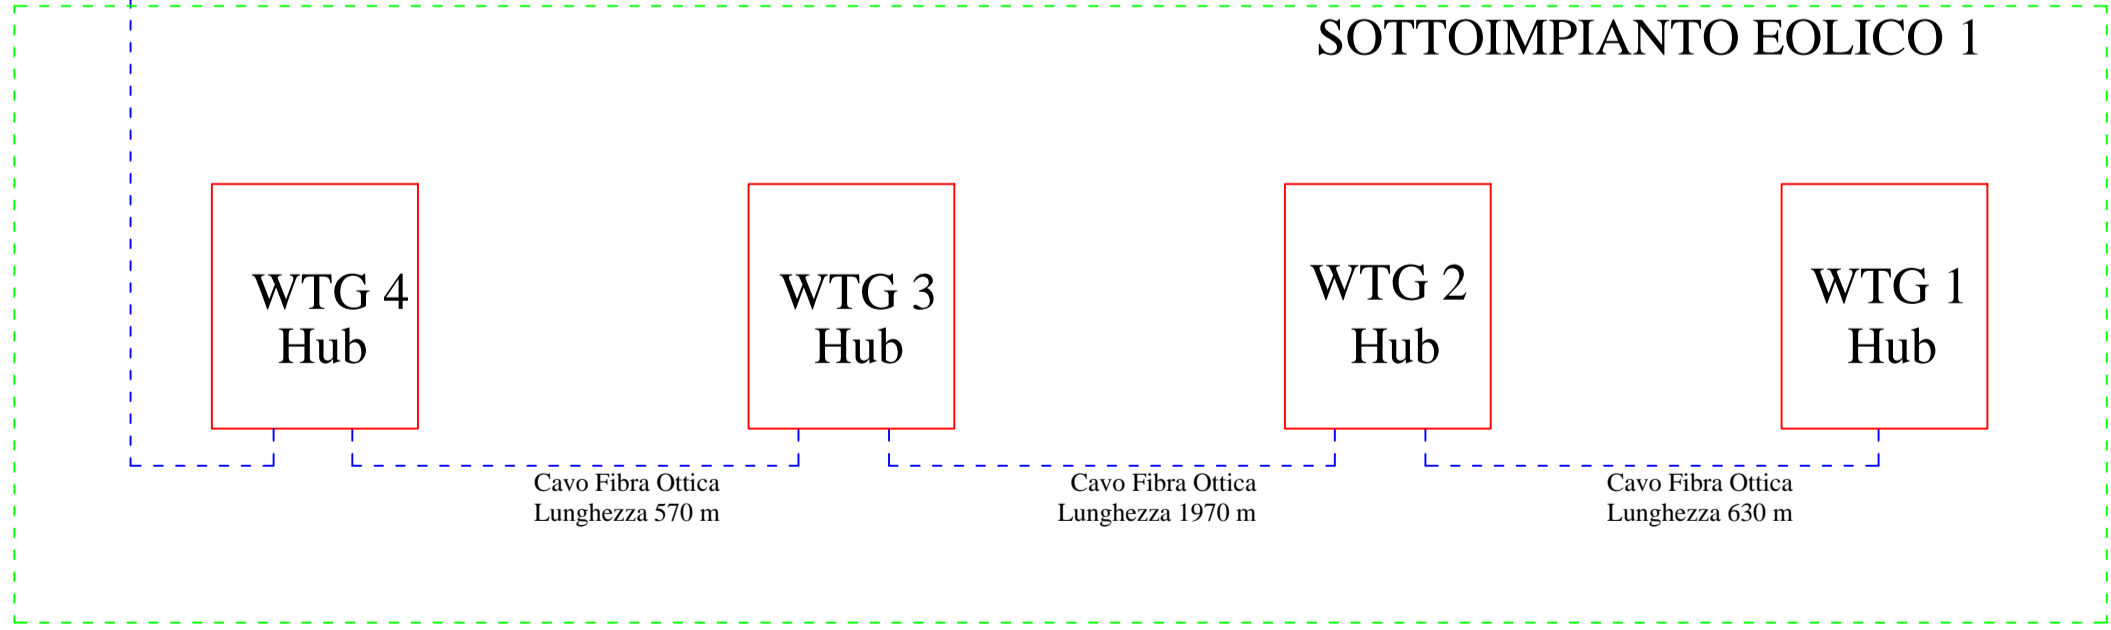 SOTTOIMPIANTO EOLICO 1
WTG 4
Hub
WTG 3
Hub
WTG 2
Hub
WTG 1
Hub
Cavo Fibra Ottica
Lunghezza 570 m
Cavo Fibra Ottica
Lunghezza 1970 m
Cavo Fibra Ottica
Lunghezza 630 m